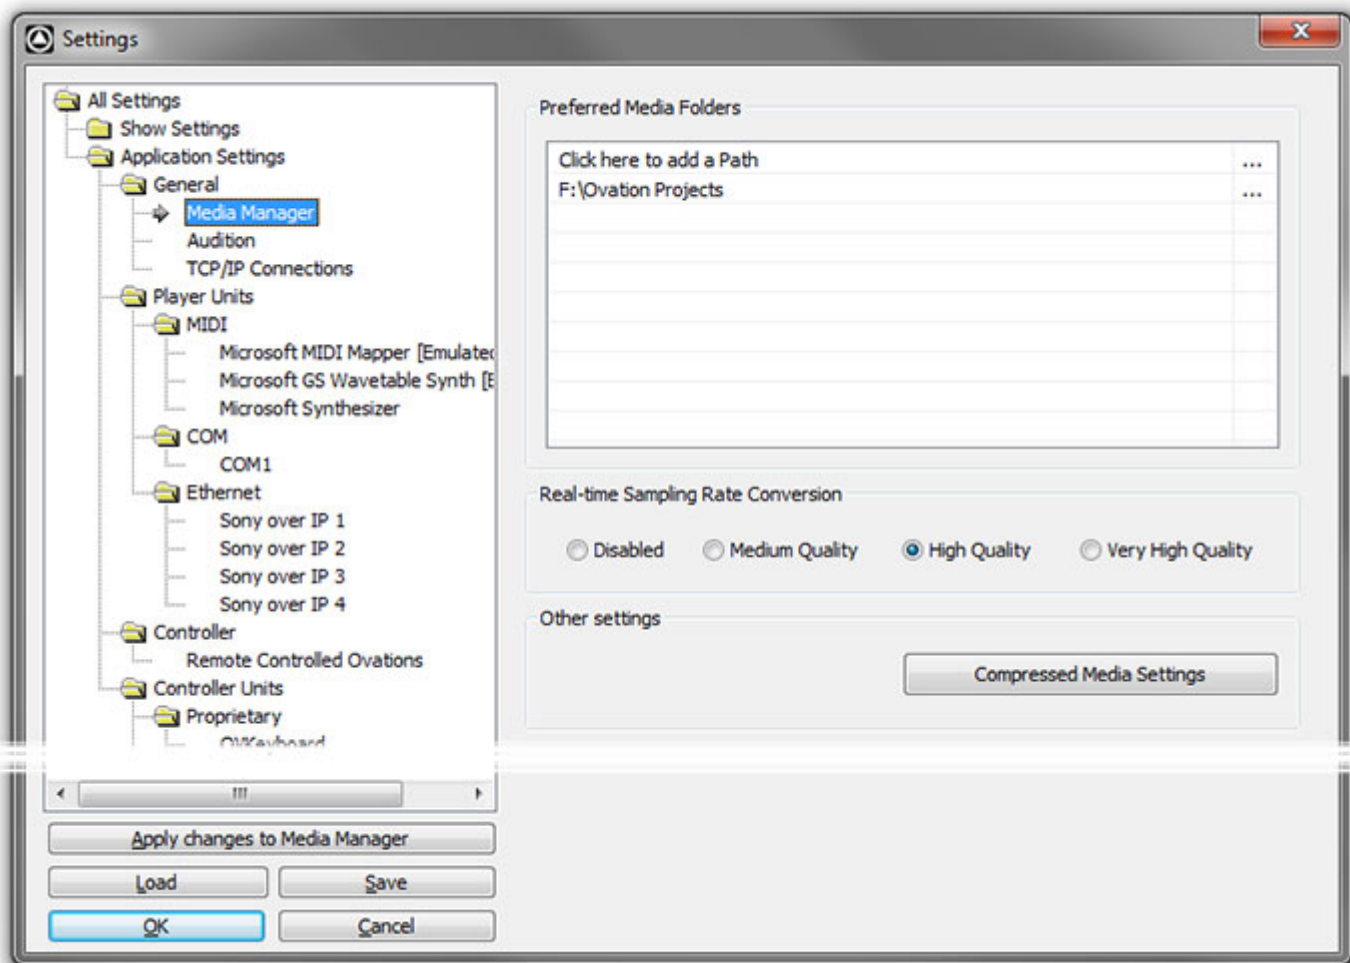 Settings
All Settings
Show Settings
Application Settings
General
Media Manager
Audition
TCP/IP Connections
Player Units
MIDI
Microsoft MIDI Mapper [Emulated
Microsoft GS Wavetable Synth [E
Microsoft Synthesizer
COM
COM1
Ethernet
Sony over IP 1
Sony over IP 2
Sony over IP 3
Sony over IP 4
Controller
Remote Controlled Ovations
Controller Units
Proprietary
OVKeyboard
Apply changes to Media Manager
Load Save
OK Cancel
Preferred Media Folders
Click here to add a Path ...
F:\Ovation Projects ...
Real-time Sampling Rate Conversion
Disabled Medium Quality High Quality Very High Quality
Other settings
Compressed Media Settings